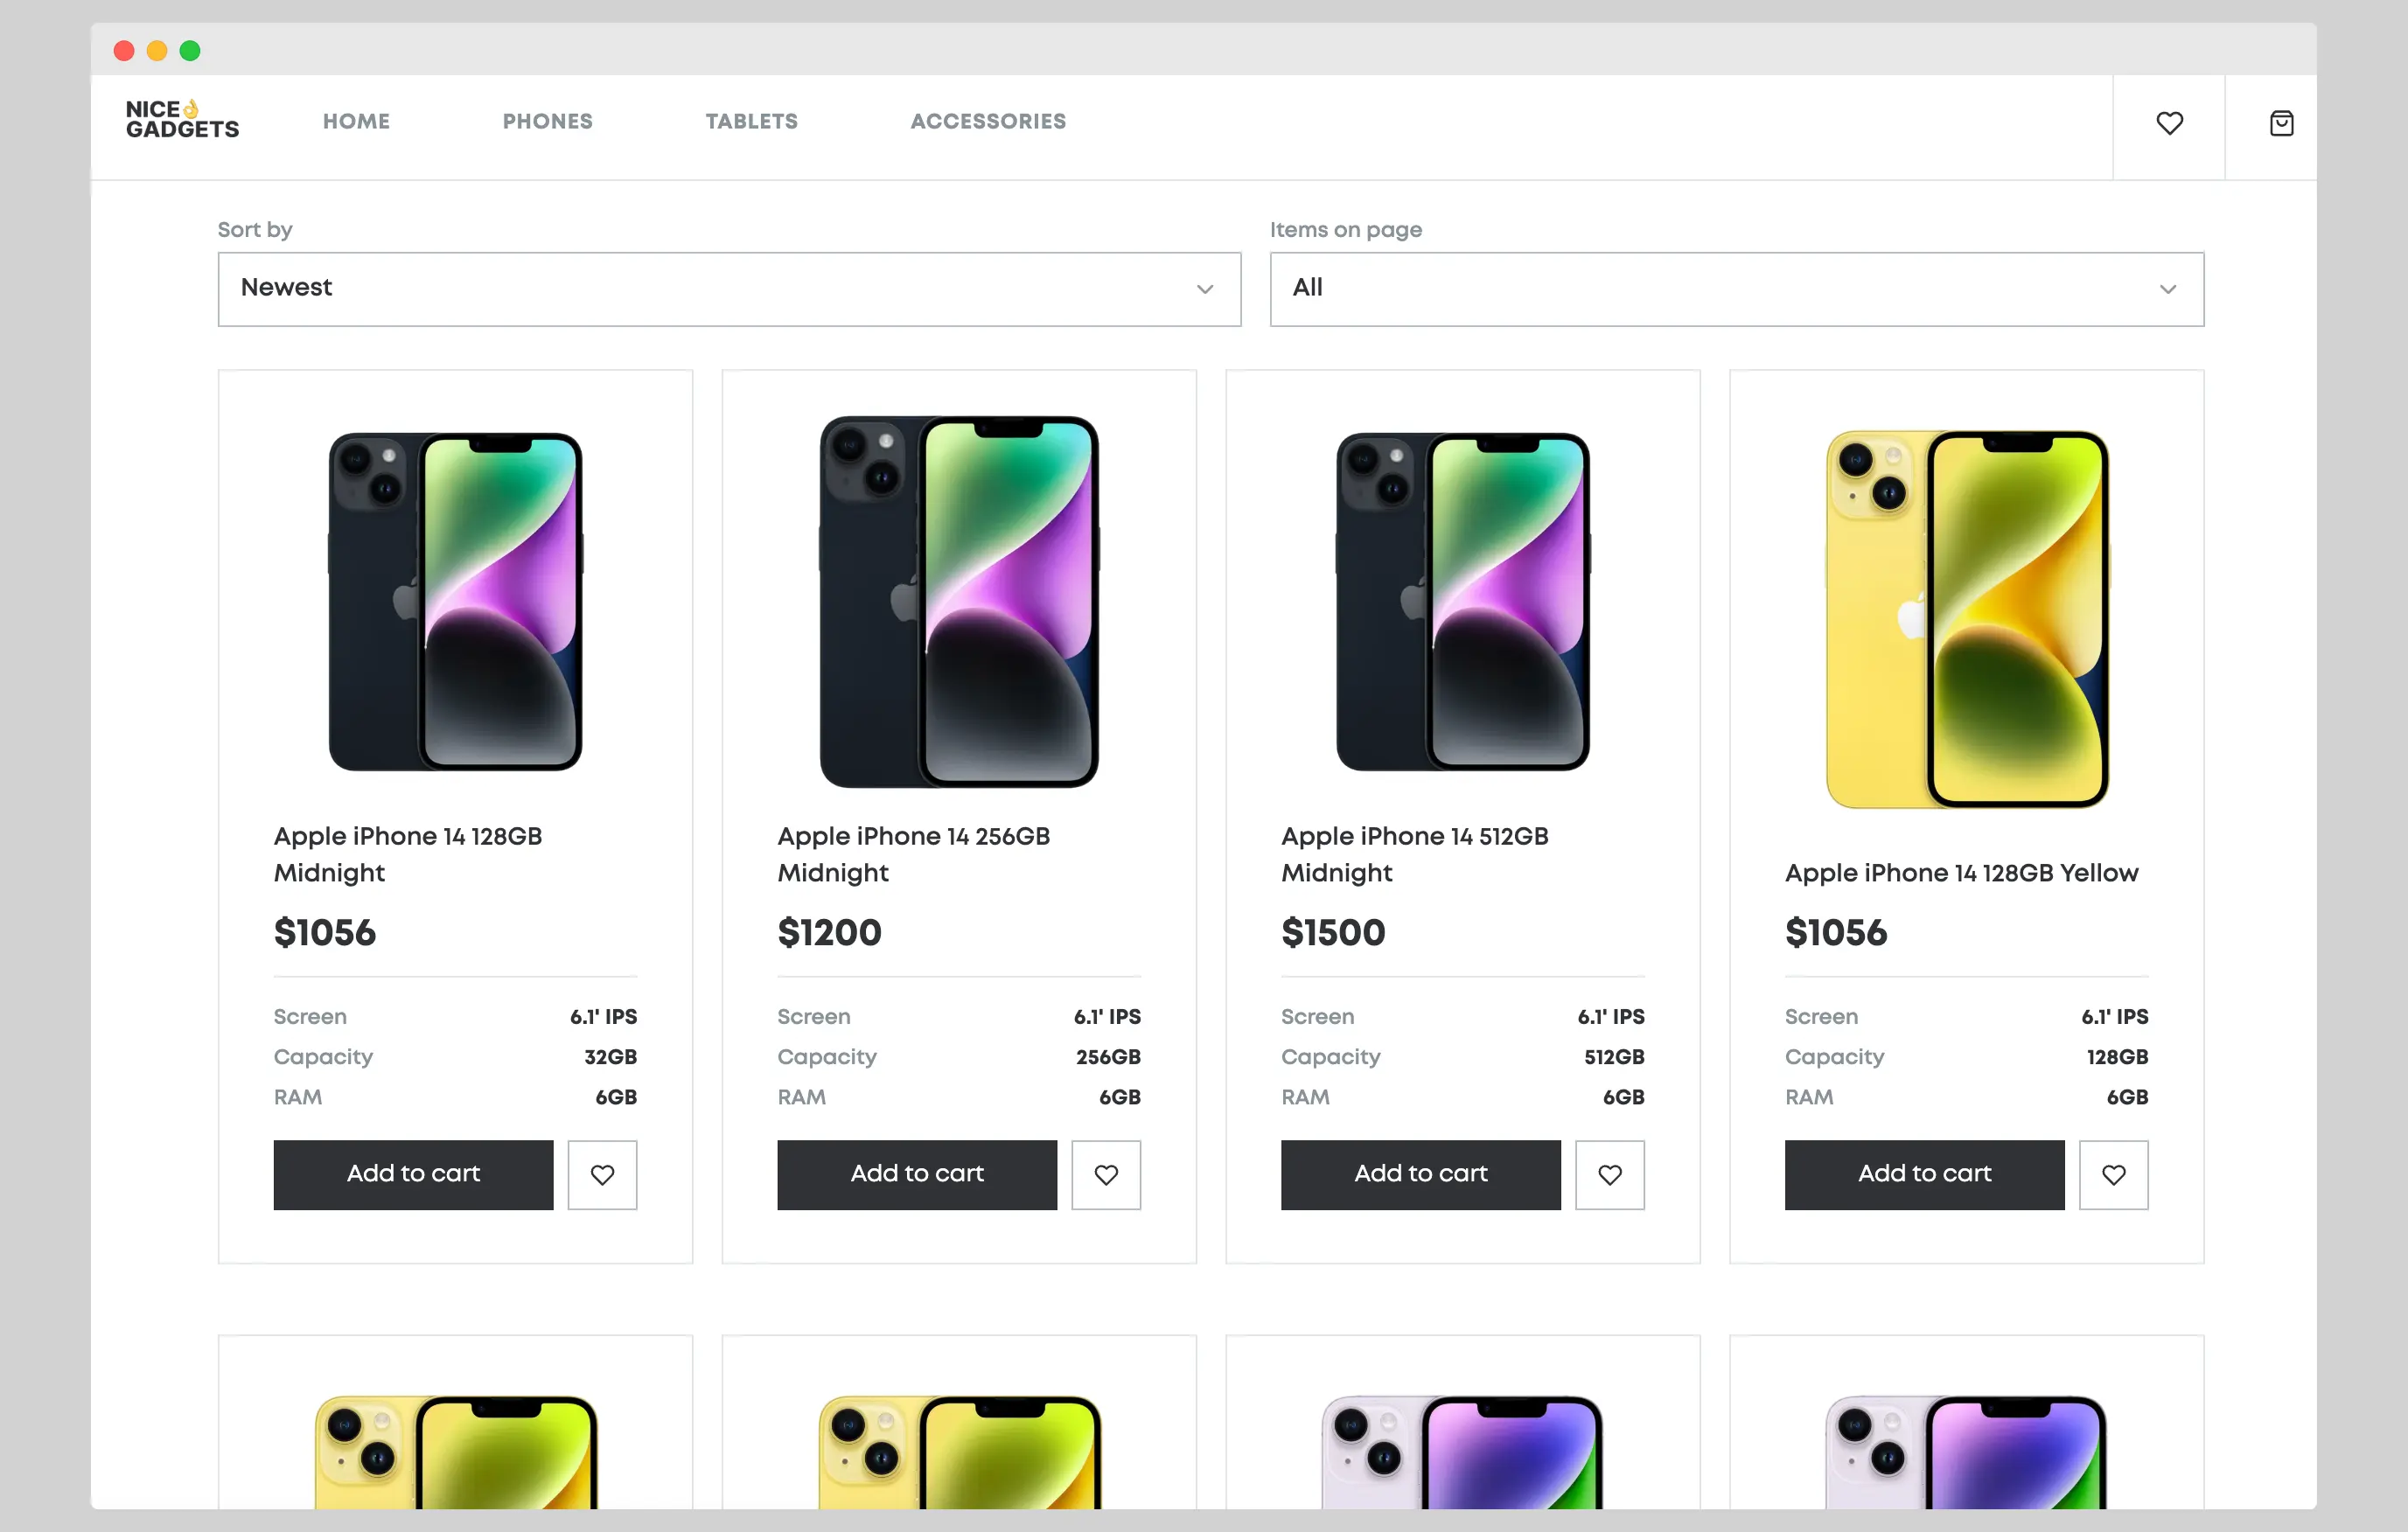 NICE👌
GADGETS
HOME
PHONES
TABLETS
ACCESSORIES
Sort by
Items on page
Newest
All
Apple iPhone 14 128GB
Midnight
$1056
Screen 6.1' IPS
Capacity 32GB
RAM 6GB
Add to cart
Apple iPhone 14 256GB
Midnight
$1200
Screen 6.1' IPS
Capacity 256GB
RAM 6GB
Add to cart
Apple iPhone 14 512GB
Midnight
$1500
Screen 6.1' IPS
Capacity 512GB
RAM 6GB
Add to cart
Apple iPhone 14 128GB Yellow
$1056
Screen 6.1' IPS
Capacity 128GB
RAM 6GB
Add to cart